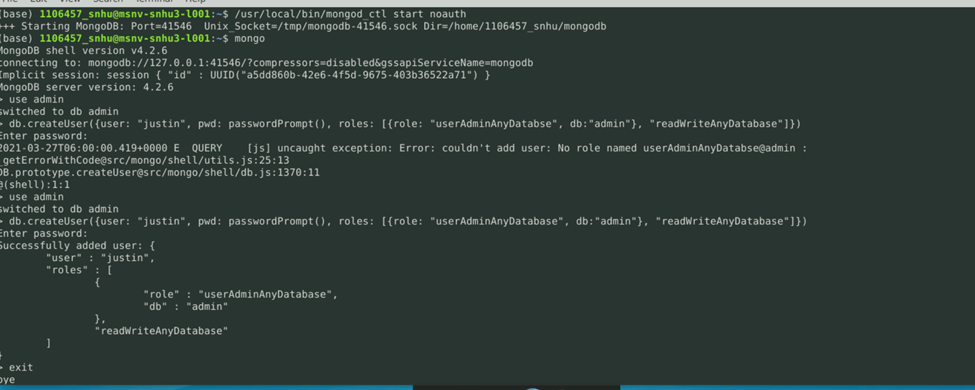 (base) 1106457_snhu@msnv-snhu3-l001:~$ /usr/local/bin/mongod_ctl start noauth
+++ Starting MongoDB: Port=41546 Unix_Socket=/tmp/mongodb-41546.sock Dir=/home/1106457_snhu/mongodb
(base) 1106457_snhu@msnv-snhu3-l001:~$ mongo
MongoDB shell version v4.2.6
connecting to: mongodb://127.0.0.1:41546/?compressors=disabled&gssapiServiceName=mongodb
Implicit session: session { "id" : UUID("a5dd860b-42e6-4f5d-9675-403b36522a71") }
MongoDB server version: 4.2.6
> use admin
switched to db admin
> db.createUser({user: "justin", pwd: passwordPrompt(), roles: [{role: "userAdminAnyDatabse", db:"admin"}, "readWriteAnyDatabase"]})
Enter password:
2021-03-27T06:00:00.419+0000 E QUERY [js] uncaught exception: Error: couldn't add user: No role named userAdminAnyDatabse@admin :
_getErrorWithCode@src/mongo/shell/utils.js:25:13
DB.prototype.createUser@src/mongo/shell/db.js:1370:11
@(shell):1:1
> use admin
switched to db admin
> db.createUser({user: "justin", pwd: passwordPrompt(), roles: [{role: "userAdminAnyDatabase", db:"admin"}, "readWriteAnyDatabase"]})
Enter password:
Successfully added user: {
"user" : "justin",
"roles" : [
{
"role" : "userAdminAnyDatabase",
"db" : "admin"
},
"readWriteAnyDatabase"
]
}
> exit
bye